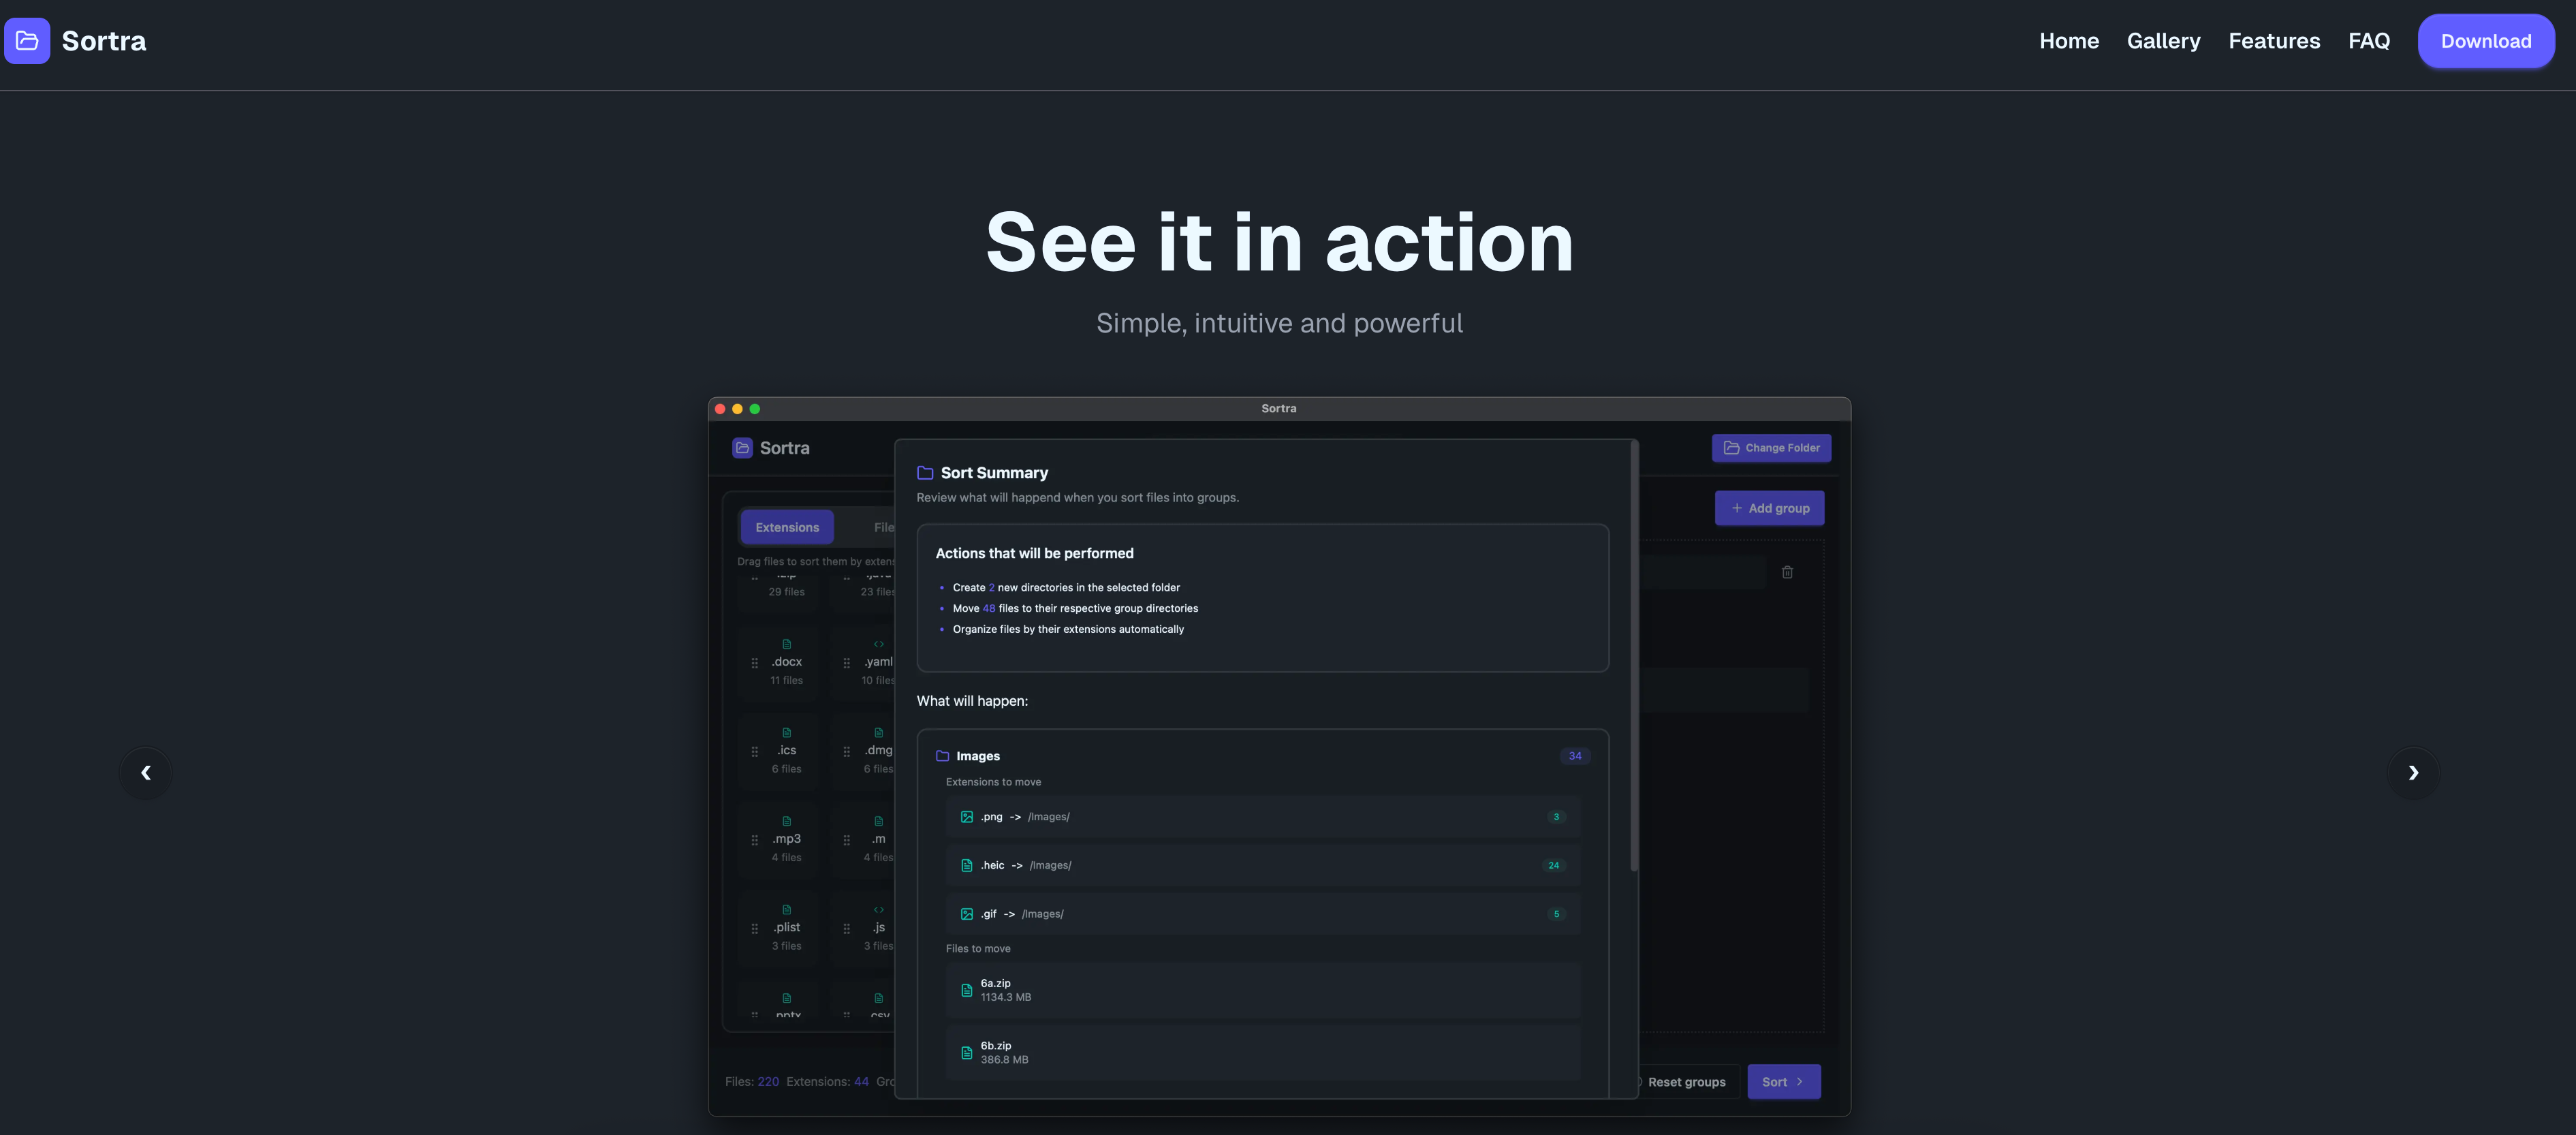 Sortra
Home Gallery Features FAQ Download
See it in action
Simple, intuitive and powerful
Sortra
Sortra
Change Folder
Extensions
Add group
Drag files to sort them by
29 files
23 files
.docx
11 files
.yaml
10 files
.ics
6 files
.dmg
6 files
.mp3
4 files
.m
4 files
.plist
3 files
.js
3 files
.pptx
.csv
Sort Summary
Review what will happend when you sort files into groups.
Actions that will be performed
• Create 2 new directories in the selected folder
• Move 48 files to their respective group directories
• Organize files by their extensions automatically
What will happen:
Images 34
Extensions to move
.png -> /Images/ 3
.heic -> /Images/ 24
.gif -> /Images/ 5
Files to move
6a.zip
1134.3 MB
6b.zip
386.8 MB
Files: 220 Extensions: 44
Reset groups
Sort